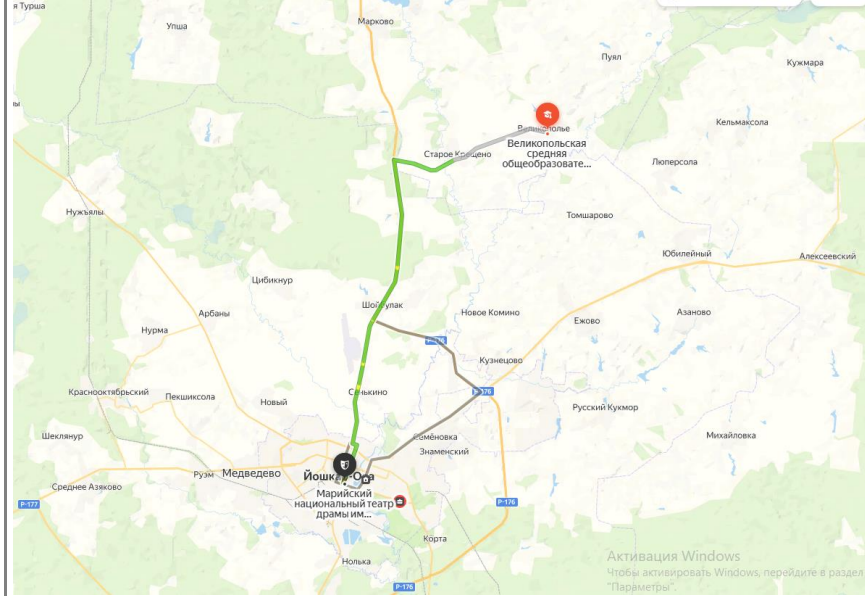 я Турша
Марково
Упша
Пуял
Кужмара
ы
Кельмаксола
Великополье
Старое Крещено
Великопольская
средняя
общеобразовате...
Люперсола
Нужъялы
Томшарово
Юбилейный
Алексеевский
Цибикнур
Шойбулак
Арбаны
Новое Комино
Азаново
Ежово
Нурма
Р-176
Кузнецово
Краснооктябрьский
Пекшиксола
Сенькино
Р-176
Новый
Русский Кукмор
Шеклянур
Семёновка
Михайловка
Знаменский
Руэм
Медведево
Йошкар-Ола
Среднее Азяково
Марийский
национальный театр
драмы им...
Р-177
Р-176
Корта
Нолька
Р-176
Активация Windows
Чтобы активировать Windows, перейдите в раздел
"Параметры".